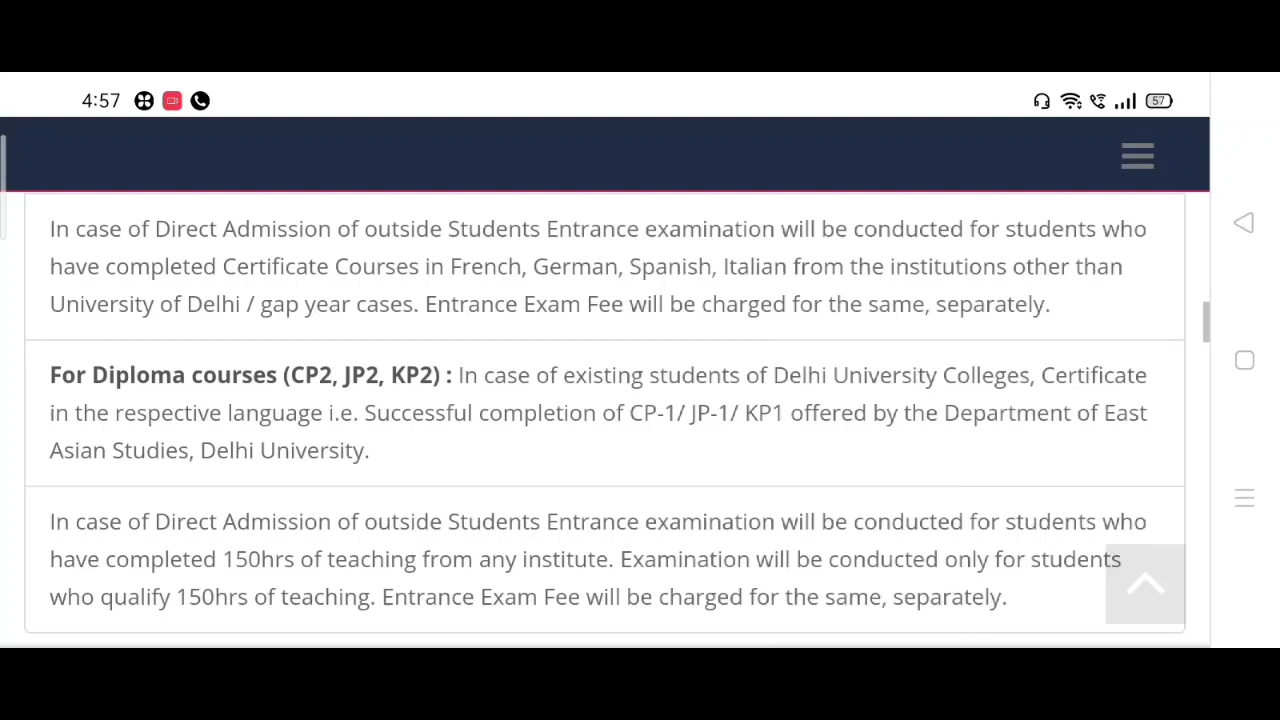 4:57
57
In case of Direct Admission of outside Students Entrance examination will be conducted for students who
have completed Certificate Courses in French, German, Spanish, Italian from the institutions other than
University of Delhi / gap year cases. Entrance Exam Fee will be charged for the same, separately.
For Diploma courses (CP2, JP2, KP2) : In case of existing students of Delhi University Colleges, Certificate
in the respective language i.e. Successful completion of CP-1/ JP-1/ KP1 offered by the Department of East
Asian Studies, Delhi University.
In case of Direct Admission of outside Students Entrance examination will be conducted for students who
have completed 150hrs of teaching from any institute. Examination will be conducted only for students
who qualify 150hrs of teaching. Entrance Exam Fee will be charged for the same, separately.